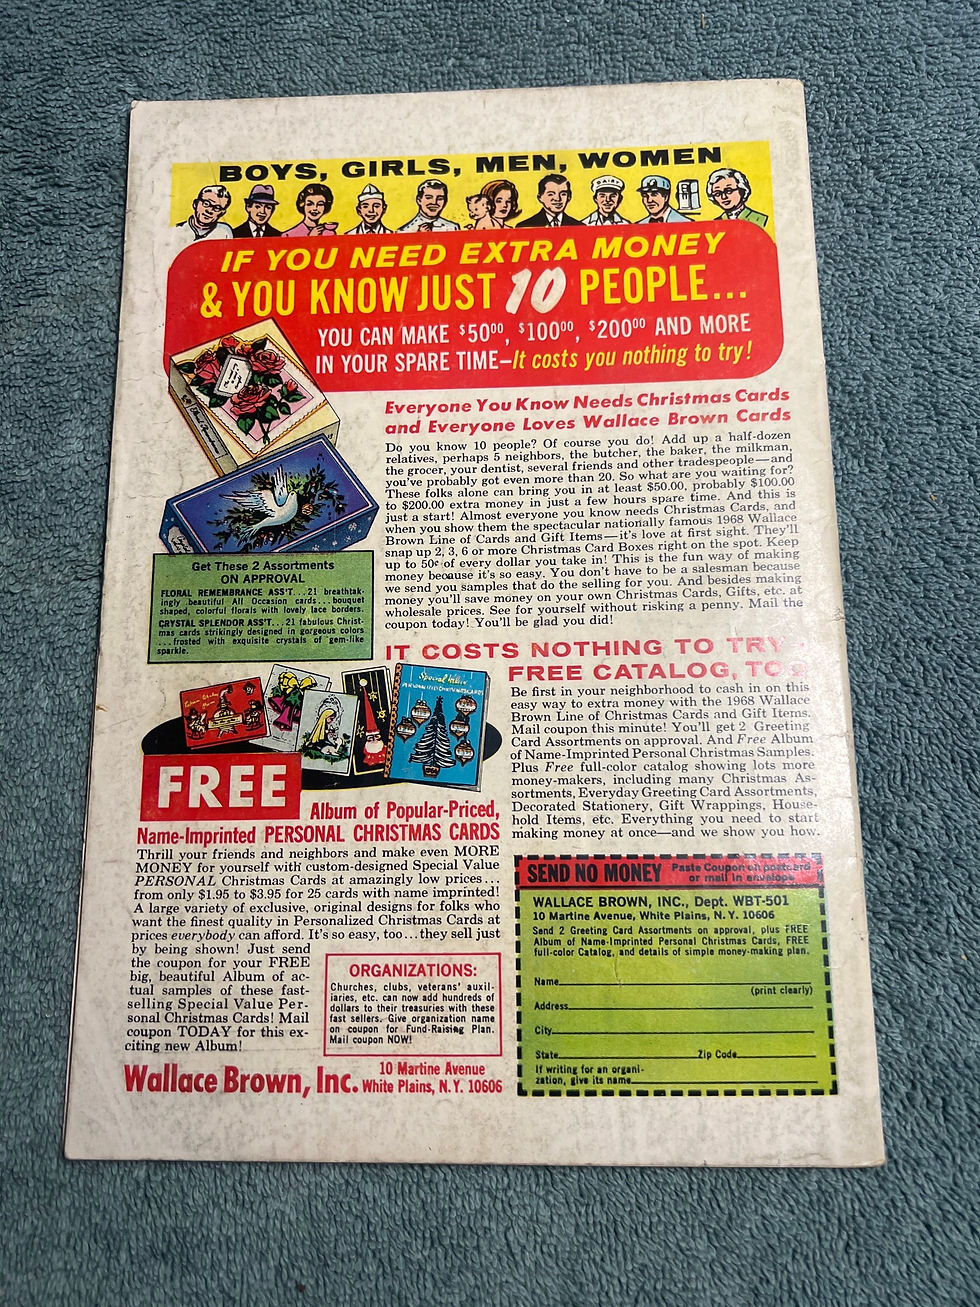 BOYS, GIRLS, MEN, WOMEN
DAIRY
IF YOU NEED EXTRA MONEY
& YOU KNOW JUST 10 PEOPLE...
YOU CAN MAKE $50⁰⁰, $100⁰⁰, $200⁰⁰ AND MORE
IN YOUR SPARE TIME—It costs you nothing to try!
Everyone You Know Needs Christmas Cards
and Everyone Loves Wallace Brown Cards
Do you know 10 people? Of course you do! Add up a half-dozen
relatives, perhaps 5 neighbors, the butcher, the baker, the milkman,
the grocer, your dentist, several friends and other tradespeople—and
you've probably got even more than 20. So what are you waiting for?
These folks alone can bring you in at least $50.00, probably $100.00
to $200.00 extra money in just a few hours spare time. And this is
just a start! Almost everyone you know needs Christmas Cards, and
when you show them the spectacular nationally famous 1968 Wallace
Brown Line of Cards and Gift Items—it's love at first sight. They'll
snap up 2, 3, 6 or more Christmas Card Boxes right on the spot. Keep
up to 50¢ of every dollar you take in! This is the fun way of making
money because it's so easy. You don't have to be a salesman because
we send you samples that do the selling for you. And besides making
money you'll save money on your own Christmas Cards, Gifts, etc. at
wholesale prices. See for yourself without risking a penny. Mail the
coupon today! You'll be glad you did!
Get These 2 Assortments
ON APPROVAL
FLORAL REMEMBRANCE ASS'T...21 breathtak-
ingly beautiful All Occasion cards...bouquet
shaped, colorful florals with lovely lace borders.
CRYSTAL SPLENDOR ASS'T...21 fabulous Christ-
mas cards strikingly designed in gorgeous colors
...frosted with exquisite crystals of gem-like
sparkle.
IT COSTS NOTHING TO TRY
FREE CATALOG, TOO
Be first in your neighborhood to cash in on this
easy way to extra money with the 1968 Wallace
Brown Line of Christmas Cards and Gift Items.
Mail coupon this minute! You'll get 2 Greeting
Card Assortments on approval. And Free Album
of Name-Imprinted Personal Christmas Samples.
Plus Free full-color catalog showing lots more
money-makers, including many Christmas As-
sortments, Everyday Greeting Card Assortments,
Decorated Stationery, Gift Wrappings, House-
hold Items, etc. Everything you need to start
making money at once—and we show you how.
Special Value
PERSONALIZED CHRISTMAS CARDS
FREE
Album of Popular-Priced,
Name-Imprinted PERSONAL CHRISTMAS CARDS
Thrill your friends and neighbors and make even MORE
MONEY for yourself with custom-designed Special Value
PERSONAL Christmas Cards at amazingly low prices...
from only $1.95 to $3.95 for 25 cards with name imprinted!
A large variety of exclusive, original designs for folks who
want the finest quality in Personalized Christmas Cards at
prices everybody can afford. It's so easy, too...they sell just
by being shown! Just send
the coupon for your FREE
big, beautiful Album of ac-
tual samples of these fast-
selling Special Value Per-
sonal Christmas Cards! Mail
coupon TODAY for this ex-
citing new Album!
ORGANIZATIONS:
Churches, clubs, veterans' auxil-
iaries, etc. can now add hundreds of
dollars to their treasuries with these
fast sellers. Give organization name
on coupon for Fund-Raising Plan.
Mail coupon NOW!
Wallace Brown, Inc. 10 Martine Avenue
White Plains, N.Y. 10606
SEND NO MONEY Paste Coupon on postcard
or mail in envelope
WALLACE BROWN, INC., Dept. WBT-501
10 Martine Avenue, White Plains, N.Y. 10606
Send 2 Greeting Card Assortments on approval, plus FREE
Album of Name-Imprinted Personal Christmas Cards, FREE
full-color Catalog, and details of simple money-making plan.
Name
(print clearly)
Address
City
State Zip Code
If writing for an organi-
zation, give its name